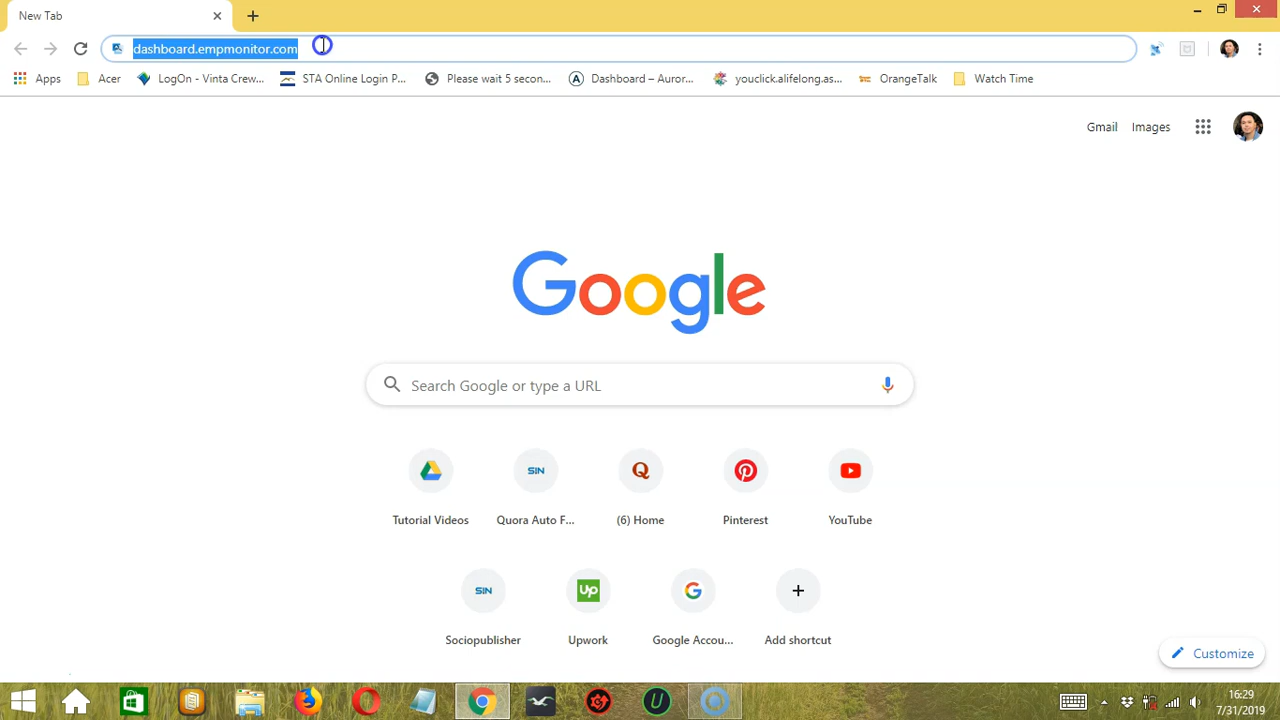 New Tab
dashboard.empmonitor.com
Apps
Acer
LogOn - Vinta Crew...
STA Online Login P...
Please wait 5 secon...
Dashboard – Auror...
youclick.alifelong.as...
OrangeTalk
Watch Time
Gmail
Images
Google
Search Google or type a URL
SIN
Q
Tutorial Videos
Quora Auto F...
(6) Home
Pinterest
YouTube
SIN
Up
G
Sociopublisher
Upwork
Google Accou...
Add shortcut
Customize
16:29
7/31/2019